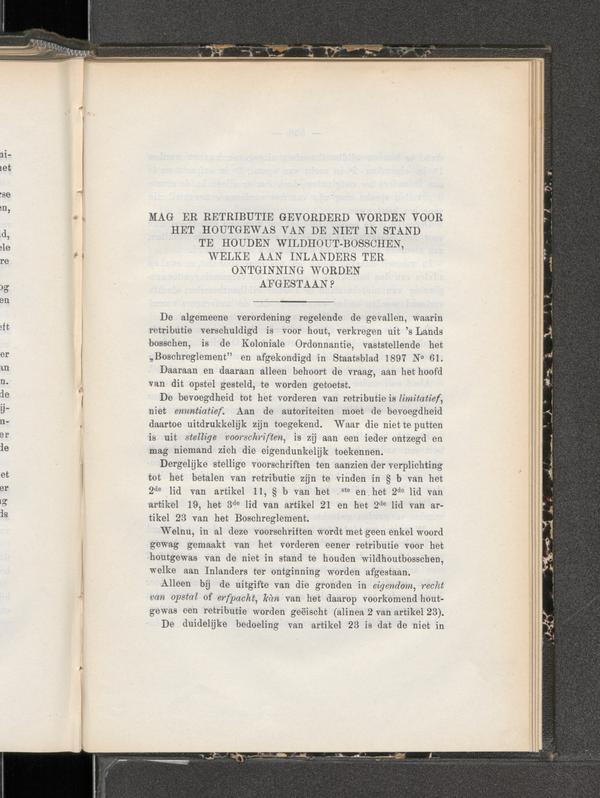 MAG ER RETRIBUTIE GEVORDERD WORDEN VOOR
HET HOUTGEWAS VAN DE NIET IN STAND
TE HOUDEN WILDHOUT-BOSSCHEN,
WELKE AAN INLANDERS TER
ONTGINNING WORDEN
AFGESTAAN?
De algemeene verordening regelende de gevallen, waarin
retributie verschuldigd is voor hout, verkregen uit 's Lands
bosschen, is de Koloniale Ordonnantie, vaststellende het
„Boschreglement" en afgekondigd in Staatsblad 1897 No 61.
Daaraan en daaraan alleen behoort de vraag, aan het hoofd
van dit opstel gesteld, te worden getoetst.
De bevoegdheid tot het vorderen van retributie is limitatief,
niet enuntiatief. Aan de autoriteiten moet de bevoegdheid
daartoe uitdrukkelijk zijn toegekend. Waar die niet te putten
is uit stellige voorschriften, is zij aan een ieder ontzegd en
mag niemand zich die eigendunkelijk toekennen.
Dergelijke stellige voorschriften ten aanzien der verplichting
tot het betalen van retributie zijn te vinden in § b van het
2de lid van artikel 11, § b van het ste en het 2de lid van
artikel 19, het 3de lid van artikel 21 en het 2de lid van ar-
tikel 23 van het Boschreglement.
Welnu, in al deze voorschriften wordt met geen enkel woord
gewag gemaakt van het vorderen eener retributie voor het
houtgewas van de niet in stand te houden wildhoutbosschen,
welke aan Inlanders ter ontginning worden afgestaan.
Alleen bij de uitgifte van die gronden in eigendom, recht
van opstal of erfpacht, kàn van het daarop voorkomend hout-
gewas een retributie worden geëischt (alinea 2 van artikel 23).
De duidelijke bedoeling van artikel 23 is dat de niet in